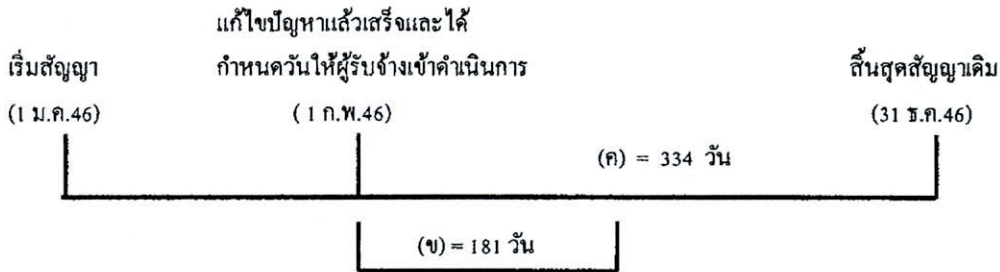 แก้ไขปัญหาแล้วเสร็จและได้
เริ่มสัญญา กำหนดวันให้ผู้รับจ้างเข้าดำเนินการ สิ้นสุดสัญญาเดิม
(1 ม.ค.46) ( 1 ก.พ.46) (31 ธ.ค.46)
(ค) = 334 วัน
(ข) = 181 วัน